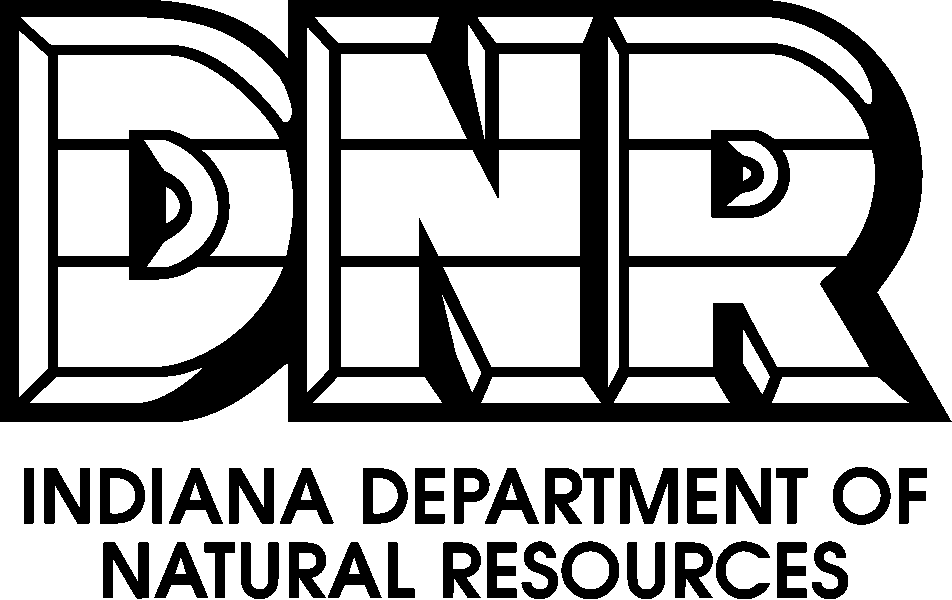 DNR
INDIANA DEPARTMENT OF
NATURAL RESOURCES